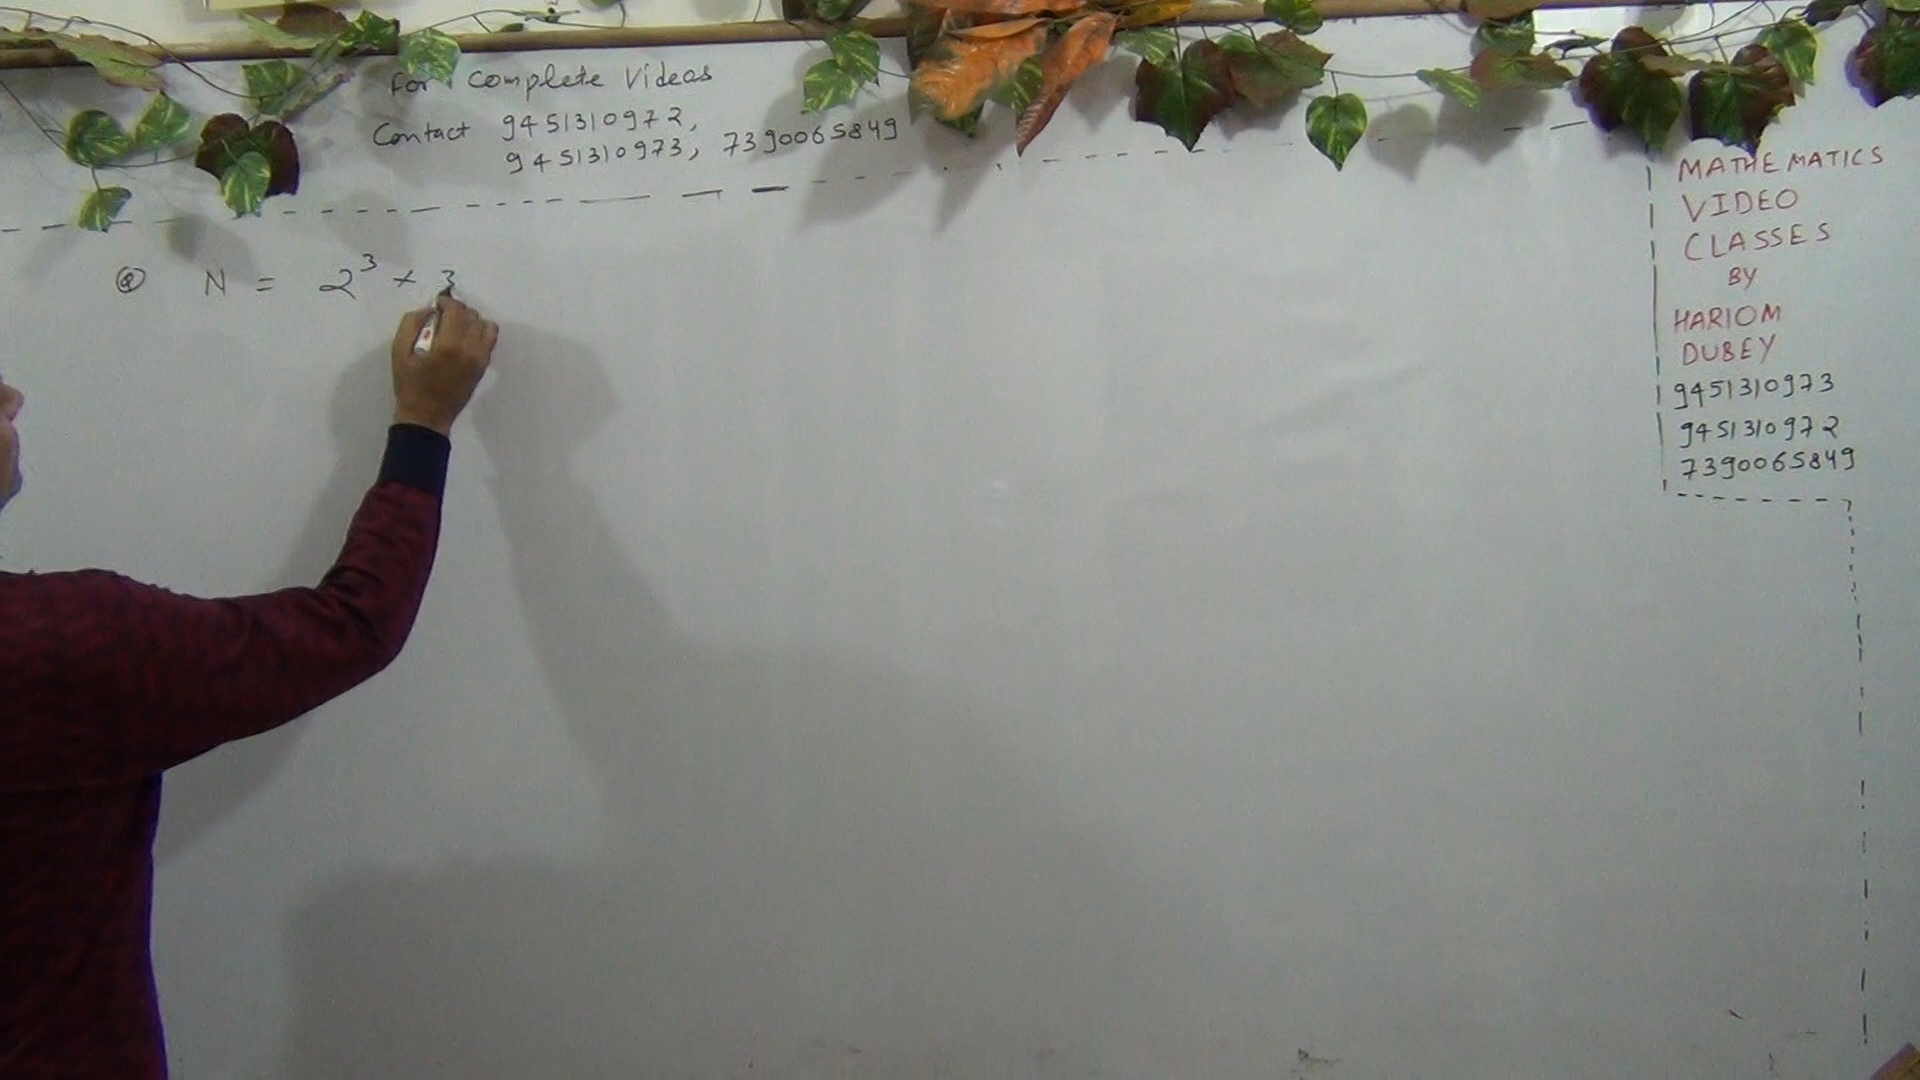 For Complete Videos
Contact 9451310972,
9451310973, 7390065849
MATHEMATICS
VIDEO
CLASSES
BY
HARIOM
DUBEY
9451310973
9451310972
7390065849
Q N = 2³ × 3